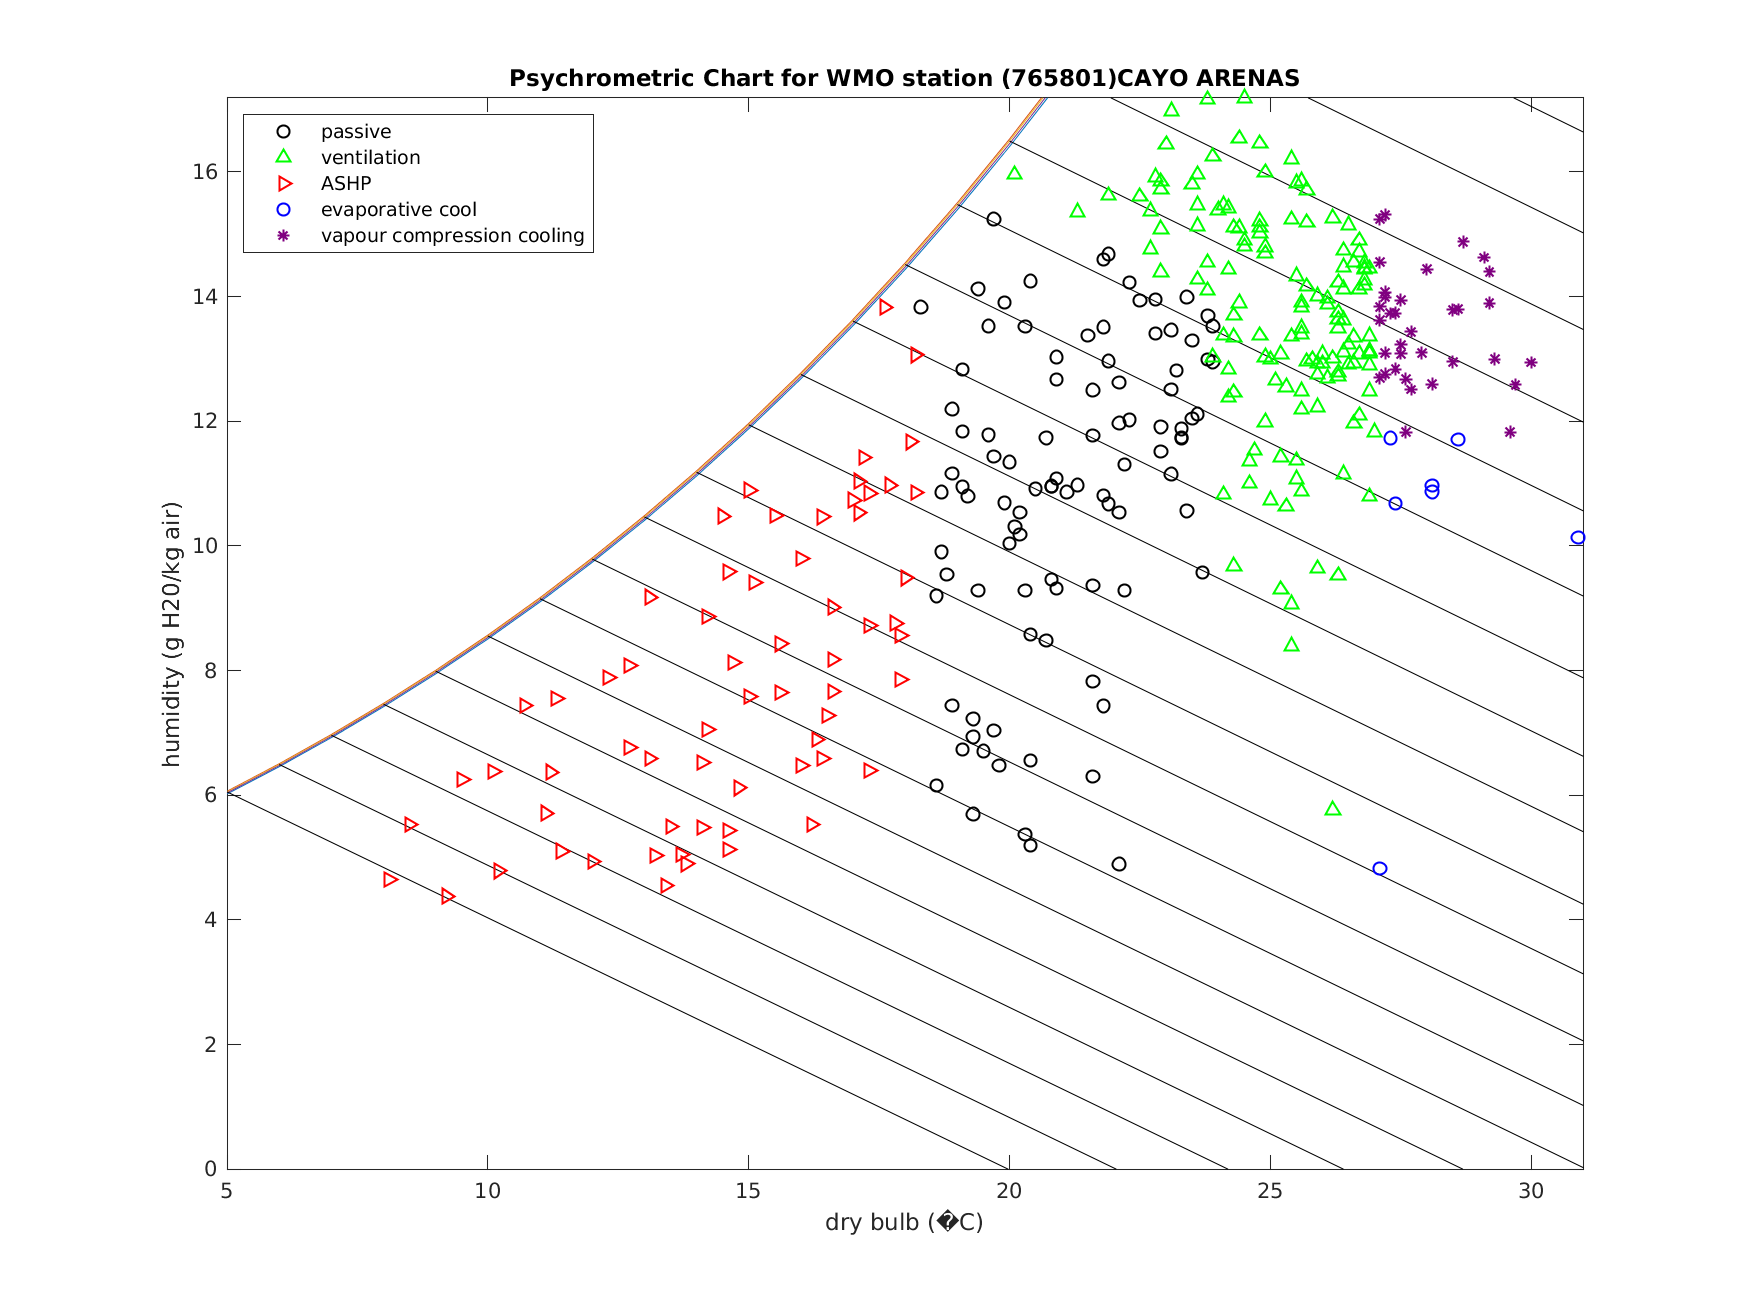 Psychrometric Chart for WMO station (765801)CAYO ARENAS
passive
ventilation
ASHP
evaporative cool
vapour compression cooling
humidity (g H20/kg air)
16
14
12
10
8
6
4
2
0
5
10
15
20
25
30
dry bulb (�C)